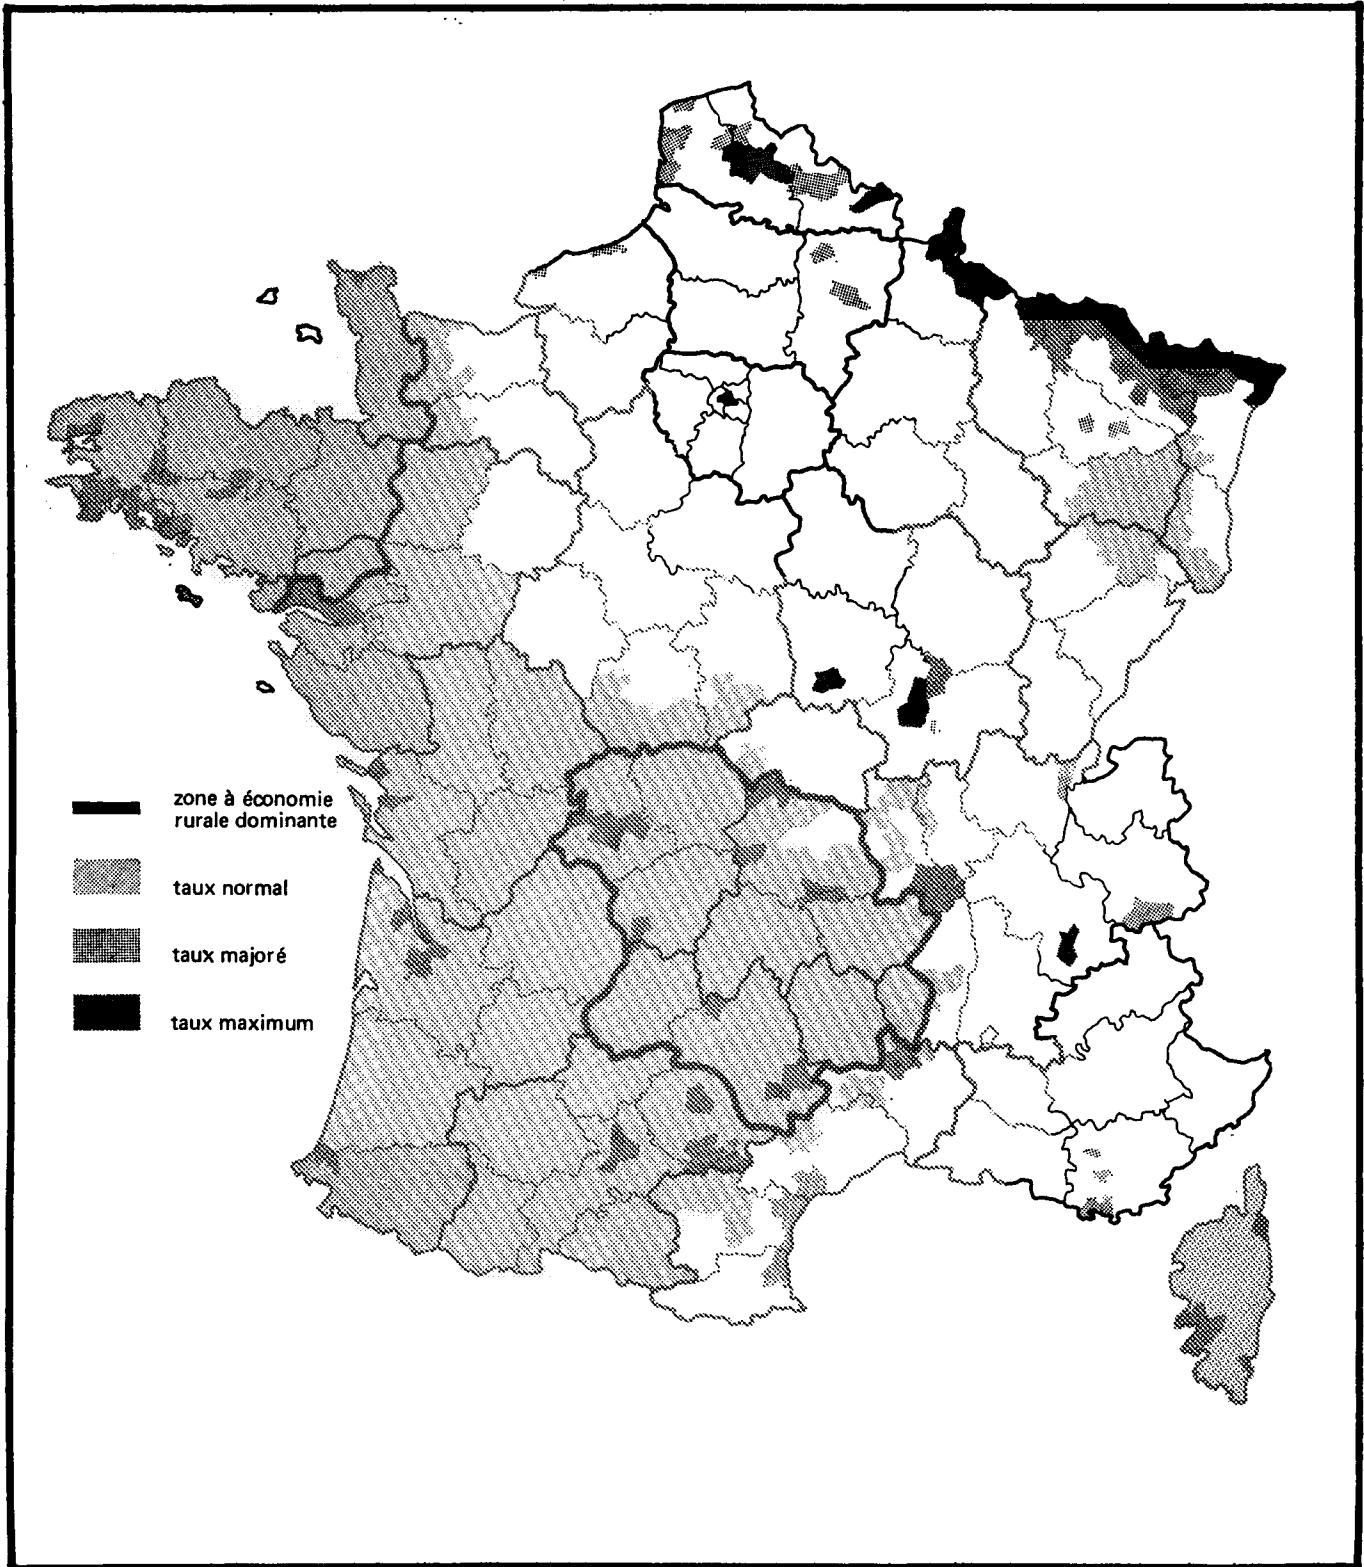 zone à économie
rurale dominante
taux normal
taux majoré
taux maximum